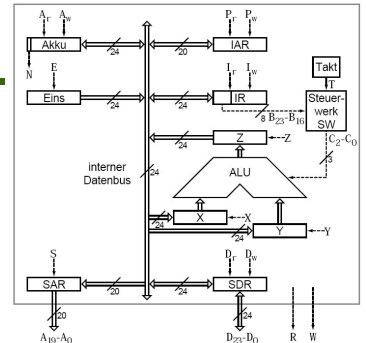 Ar Aw Pr Pw
Akku 24 20 IAR Takt
N T
E Ir Iw
Eins 24 24 IR 8 B23-B16 Steuer-
werk
SW
24 Z Z C2-C0
3
interner
Datenbus 24 ALU
24 X X
24 Y Y
S Dr Dw
SAR 20 24 SDR
20 24
A19-A0 D23-D0 R W